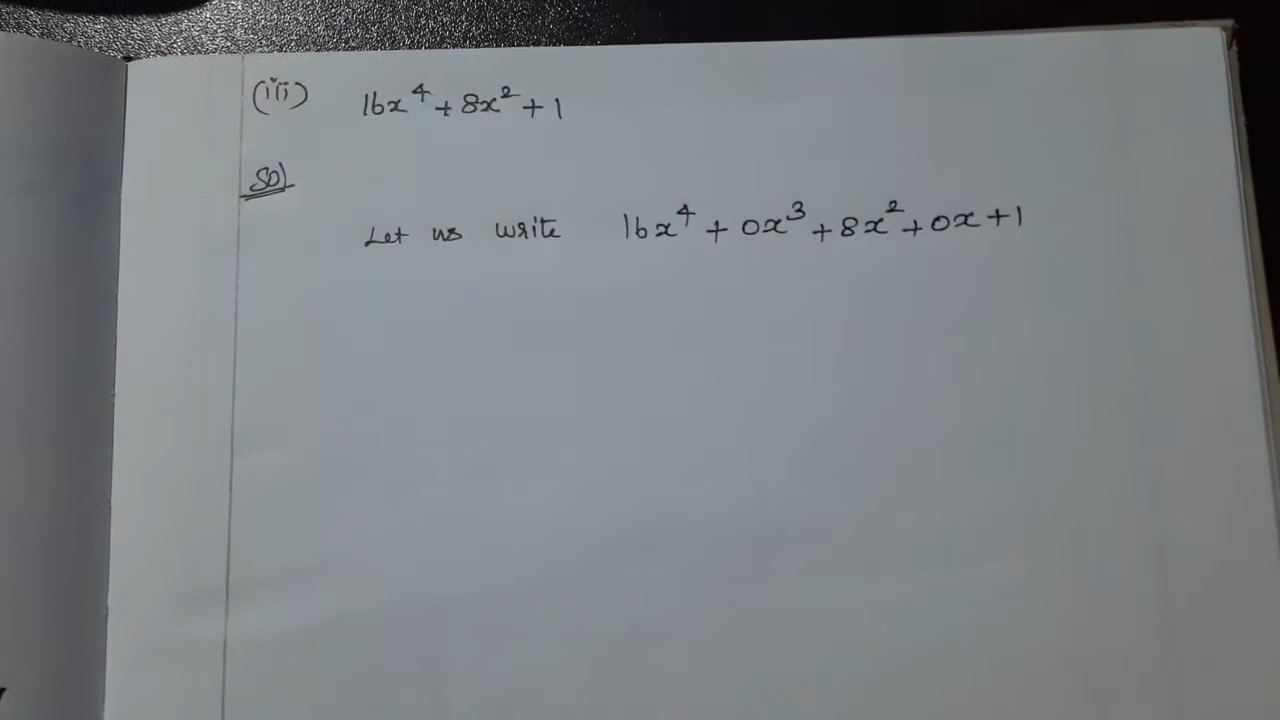 (iii) 16x⁴ + 8x² + 1
Sol
Let us write 16x⁴ + 0x³ + 8x² + 0x + 1